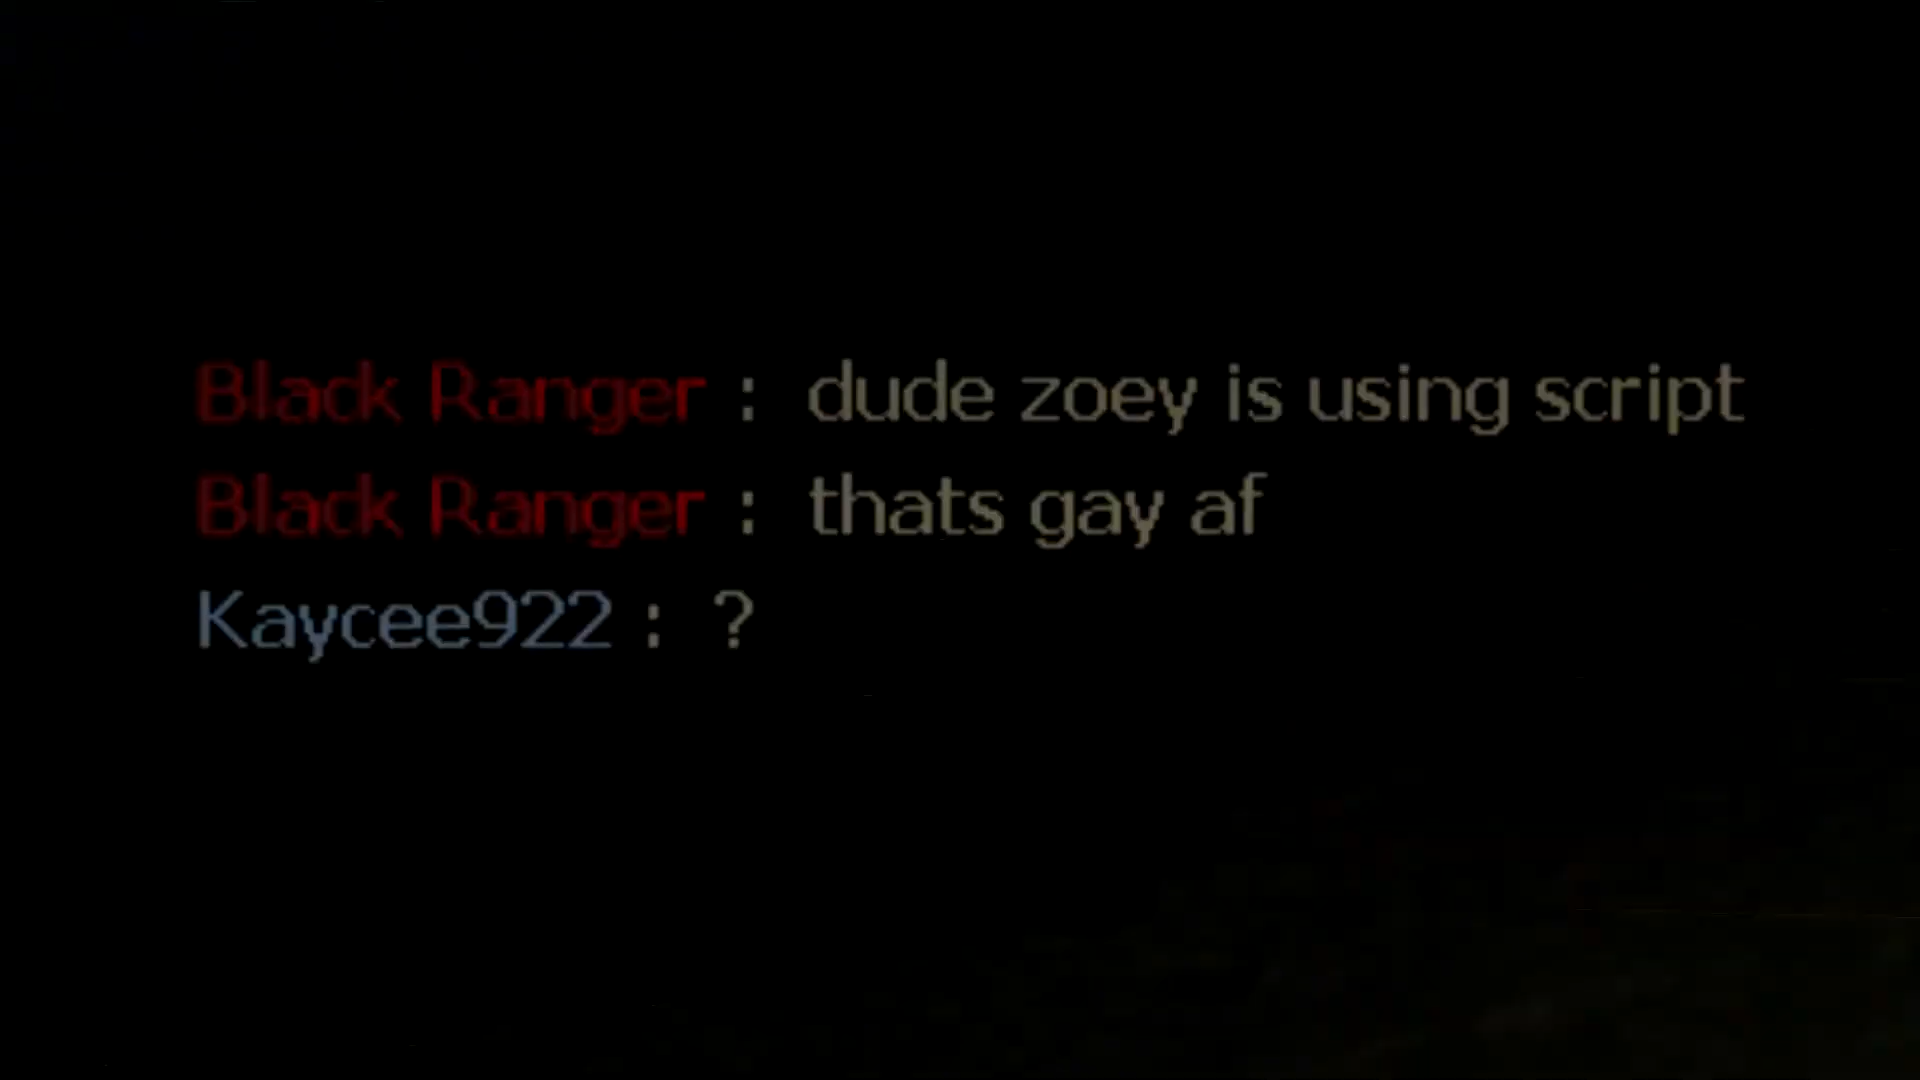 Black Ranger : dude zoey is using script
Black Ranger : thats gay af
Kaycee922 : ?